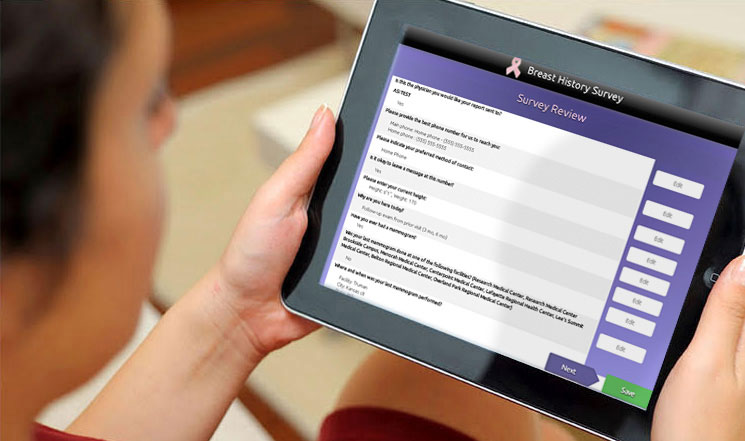 Breast History Survey
Survey Review
Is this the physician you would like your report sent to?
AG TEST
Yes
Please provide the best phone number for us to reach you:
Main phone: Home phone - (555) 555-5555
Home phone - (555) 555-5555
Please indicate your preferred method of contact:
Home Phone
Is it okay to leave a message at this number?
Yes
Please enter your current height:
Height: 6'1",
Why are you here today?
Follow-up exam from prior visit (3 mo, 6 mo)
Have you ever had a mammogram?
Yes
Was your last mammogram done at one of the following facilities? (Research Medical Center, Research Medical Center
Brookside Campus, Menorah Medical Center, Centerpoint Medical Center, Lafayette Regional Health Center, Lee's Summit
Medical Center, Belton Regional Medical Center, Overland Park Regional Medical Center)
No
Where and when was your last mammogram performed?
Facility: Truman
City: Kansas
Edit
Edit
Edit
Edit
Edit
Edit
Edit
Edit
Next
Save